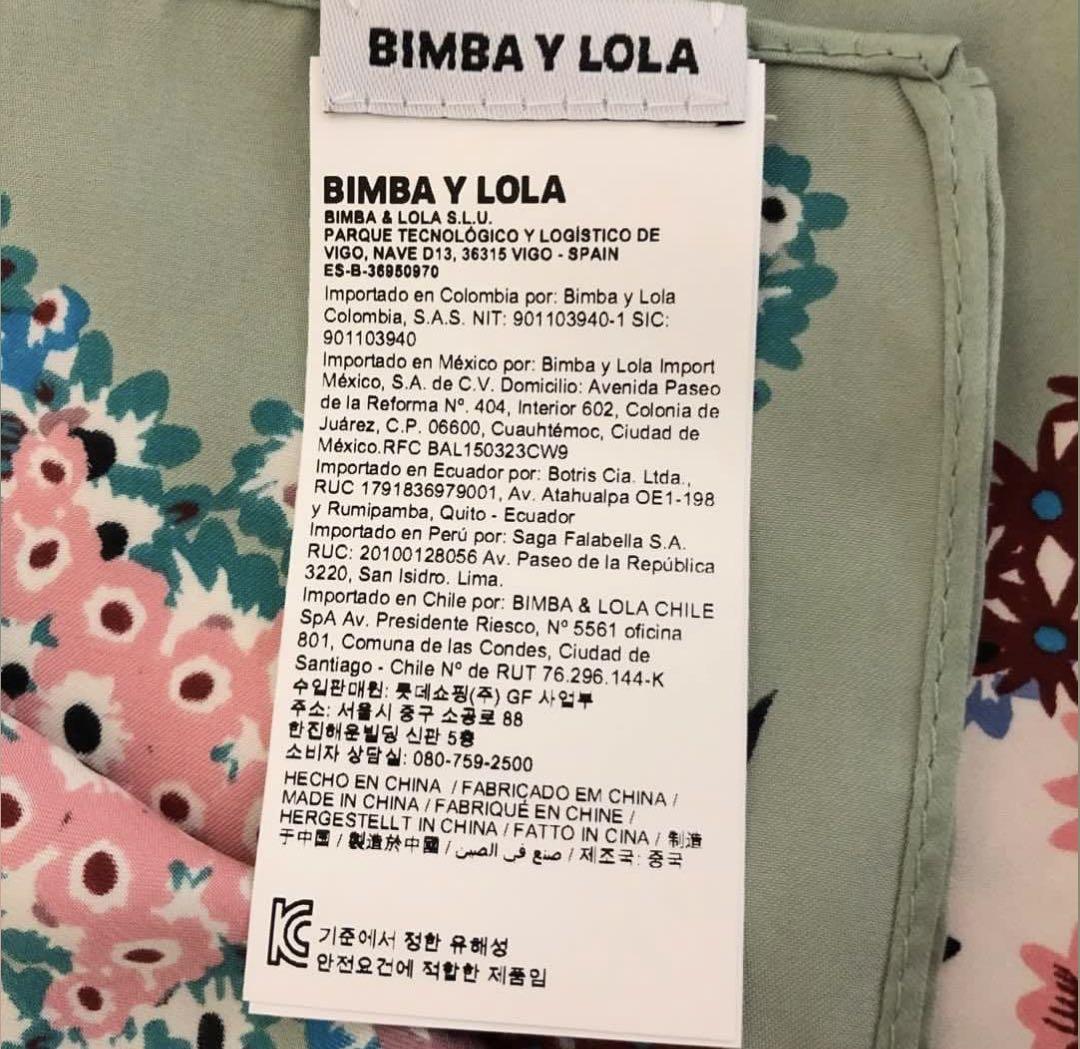 BIMBA Y LOLA
BIMBA Y LOLA
BIMBA & LOLA S.L.U.
PARQUE TECNOLÓGICO Y LOGÍSTICO DE
VIGO, NAVE D13, 36315 VIGO - SPAIN
ES-B-36950970
Importado en Colombia por: Bimba y Lola
Colombia, S.A.S. NIT: 901103940-1 SIC:
901103940
Importado en México por: Bimba y Lola Import
México, S.A. de C.V. Domicilio: Avenida Paseo
de la Reforma Nº. 404, Interior 602, Colonia de
Juárez, C.P. 06600, Cuauhtémoc, Ciudad de
México.RFC BAL150323CW9
Importado en Ecuador por: Botris Cia. Ltda.,
RUC 1791836979001, Av. Atahualpa OE1-198
y Rumipamba, Quito - Ecuador
Importado en Perú por: Saga Falabella S.A.
RUC: 20100128056 Av. Paseo de la República
3220, San Isidro. Lima.
Importado en Chile por: BIMBA & LOLA CHILE
SpA Av. Presidente Riesco, Nº 5561 oficina
801, Comuna de las Condes, Ciudad de
Santiago - Chile Nº de RUT 76.296.144-K
수입판매원: 롯데쇼핑(주) GF 사업부
주소: 서울시 중구 소공로 88
한진해운빌딩 신관 5층
소비자 상담실: 080-759-2500
HECHO EN CHINA / FABRICADO EM CHINA /
MADE IN CHINA / FABRIQUÉ EN CHINE /
HERGESTELLT IN CHINA / FATTO IN CINA / 制造
于中国 / 製造於中國 / صنع في الصين / 제조국: 중국
KC 기준에서 정한 유해성
안전요건에 적합한 제품임